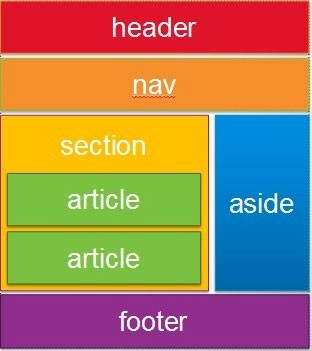 header
nav
section
article
article
aside
footer